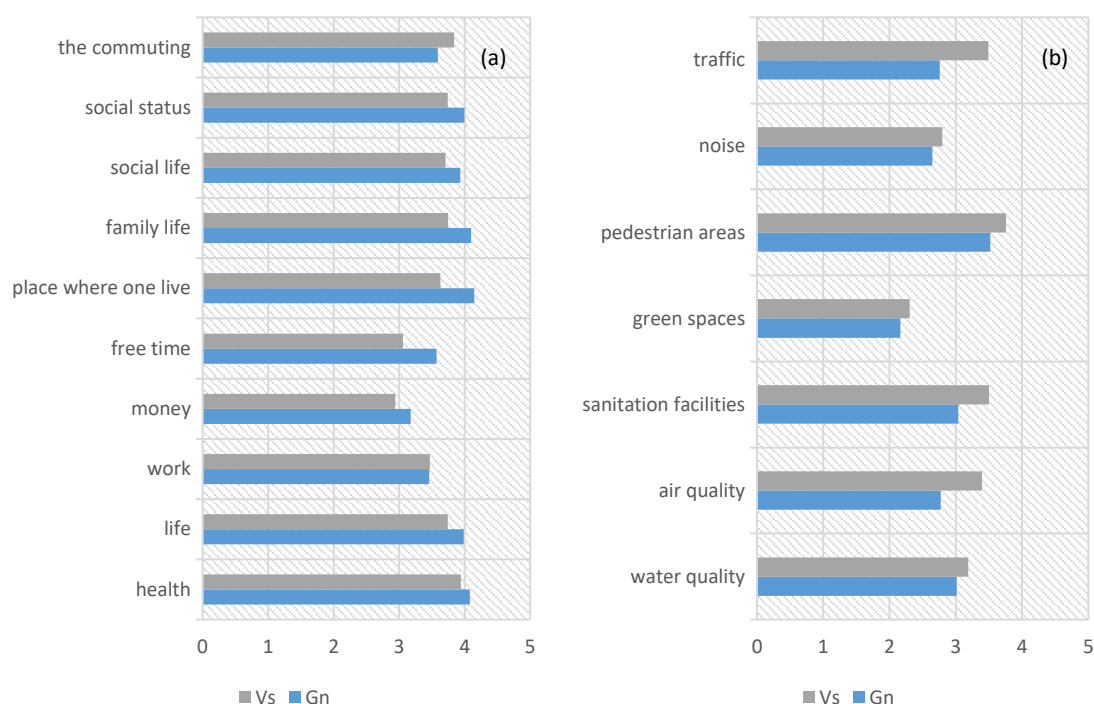 the commuting
social status
social life
family life
place where one live
free time
money
work
life
health
(a)
0 1 2 3 4 5
Vs Gn
traffic
noise
pedestrian areas
green spaces
sanitation facilities
air quality
water quality
(b)
0 1 2 3 4 5
Vs Gn